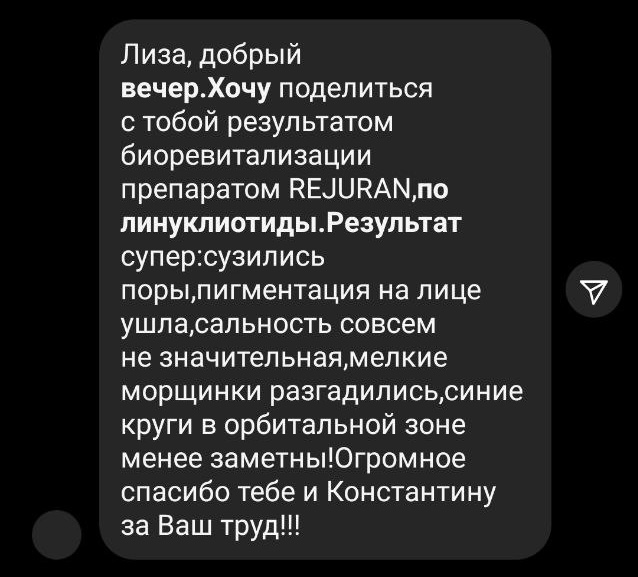 Лиза, добрый
вечер.Хочу поделиться
с тобой результатом
биоревитализации
препаратом REJURAN,по
линуклиотиды.Результат
супер:сузились
поры,пигментация на лице
ушла,сальность совсем
не значительная,мелкие
морщинки разгадились,синие
круги в орбитальной зоне
менее заметны!Огромное
спасибо тебе и Константину
за Ваш труд!!!